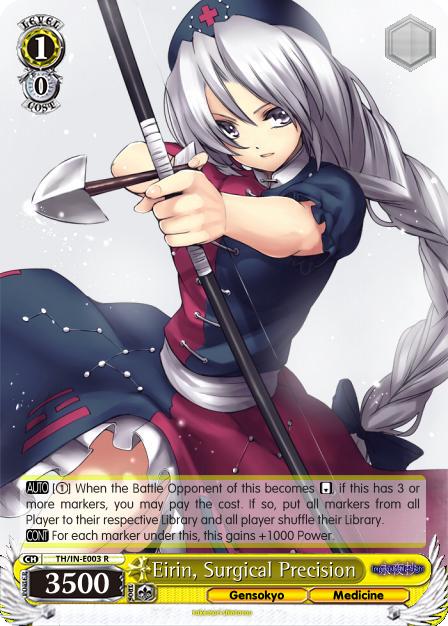 LEVEL
1
0
COST
AUTO [①] When the Battle Opponent of this becomes [▪], if this has 3 or
more markers, you may pay the cost. If so, put all markers from all
Player to their respective Library and all player shuffle their Library.
CONT For each marker under this, this gains +1000 Power.
CH TH/IN-E003 R
POWER 3500 SOUL
Eirin, Surgical Precision
Gensokyo Medicine